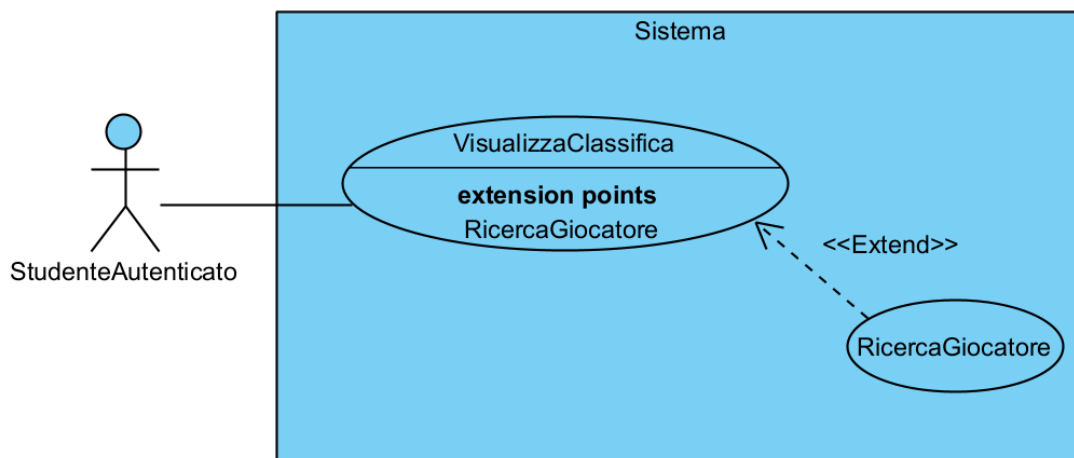 Sistema
VisualizzaClassifica
extension points
RicercaGiocatore
<<Extend>>
StudenteAutenticato
RicercaGiocatore